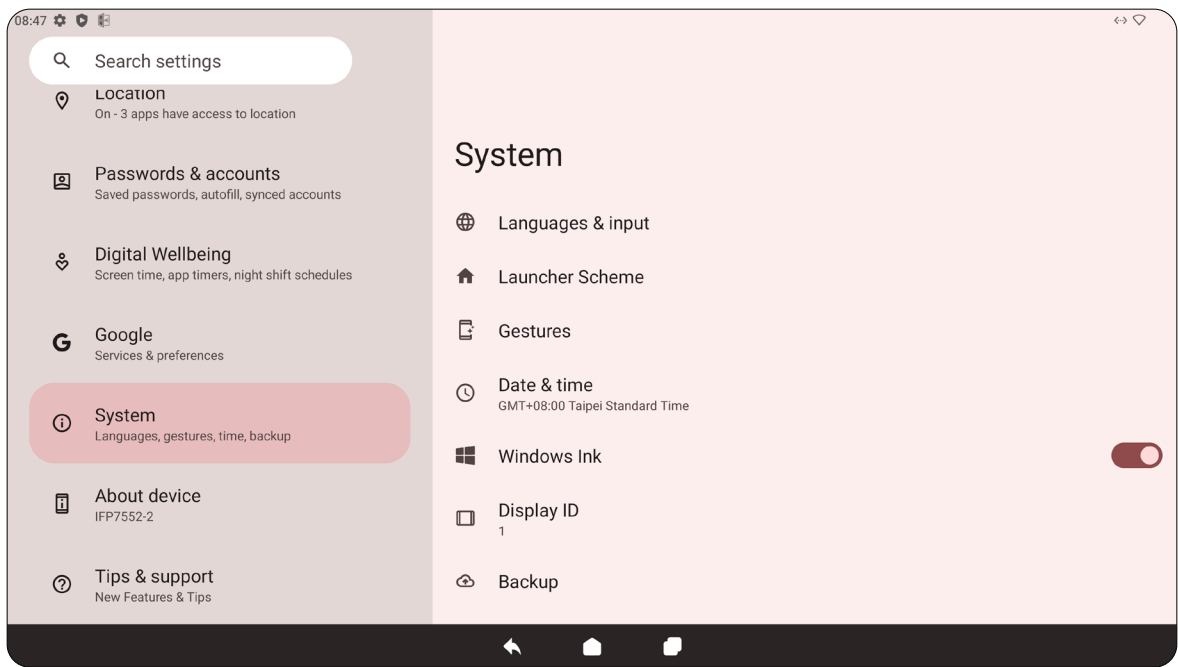 08:47
Search settings
Location
On - 3 apps have access to location
Passwords & accounts
Saved passwords, autofill, synced accounts
Digital Wellbeing
Screen time, app timers, night shift schedules
Google
Services & preferences
System
Languages, gestures, time, backup
About device
IFP7552-2
Tips & support
New Features & Tips
System
Languages & input
Launcher Scheme
Gestures
Date & time
GMT+08:00 Taipei Standard Time
Windows Ink
Display ID
1
Backup